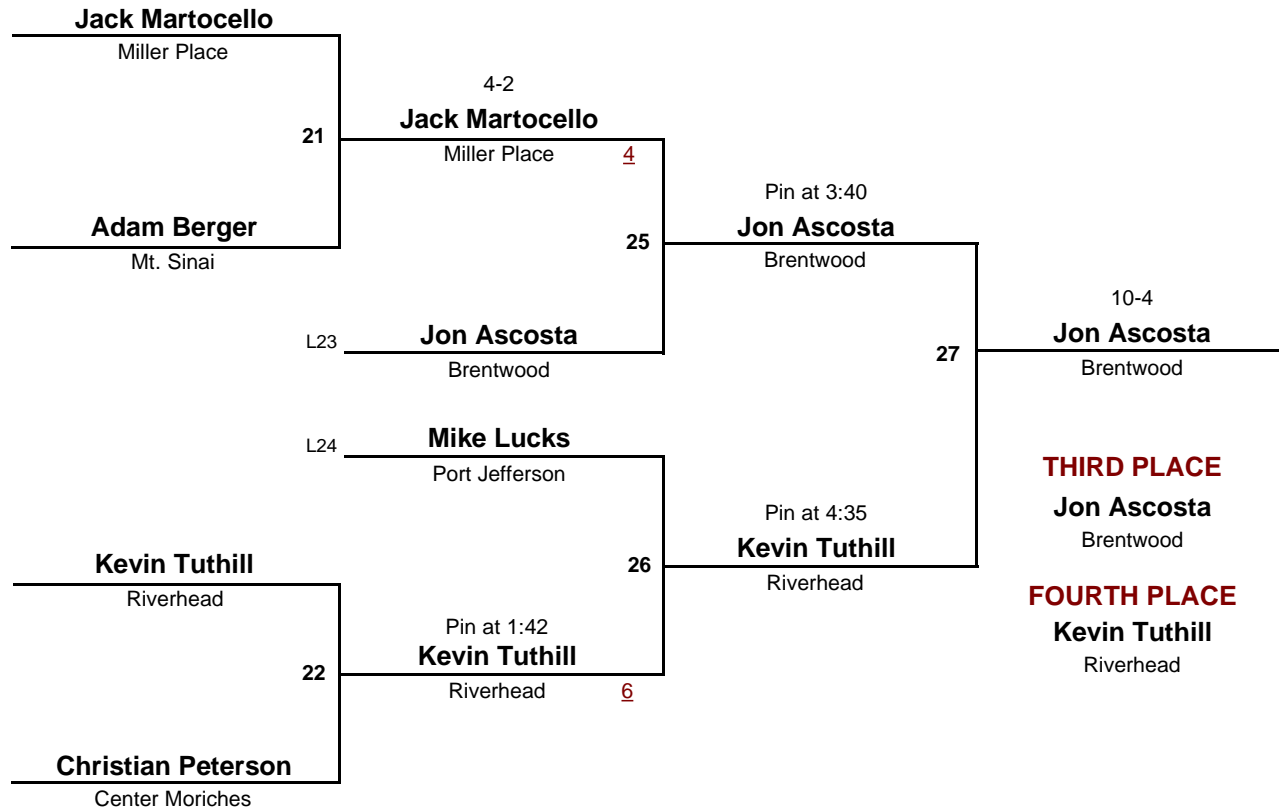 Jack Martocello
Miller Place
4-2
21
Jack Martocello
Miller Place 4
Adam Berger
Mt. Sinai
25
Pin at 3:40
Jon Ascosta
Brentwood
L23
Jon Ascosta
Brentwood
27
10-4
Jon Ascosta
Brentwood
L24
Mike Lucks
Port Jefferson
THIRD PLACE
Jon Ascosta
Brentwood
Pin at 4:35
Kevin Tuthill
Riverhead
26
Kevin Tuthill
Riverhead
FOURTH PLACE
Kevin Tuthill
Riverhead
22
Pin at 1:42
Kevin Tuthill
Riverhead 6
Christian Peterson
Center Moriches